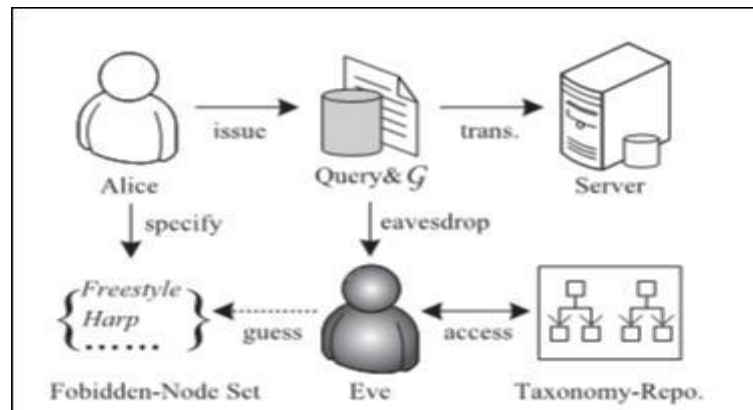 issue
trans.
Alice
Query& G
Server
specify
eavesdrop
Freestyle
Harp
......
guess
access
Fobidden-Node Set
Eve
Taxonomy-Repo.